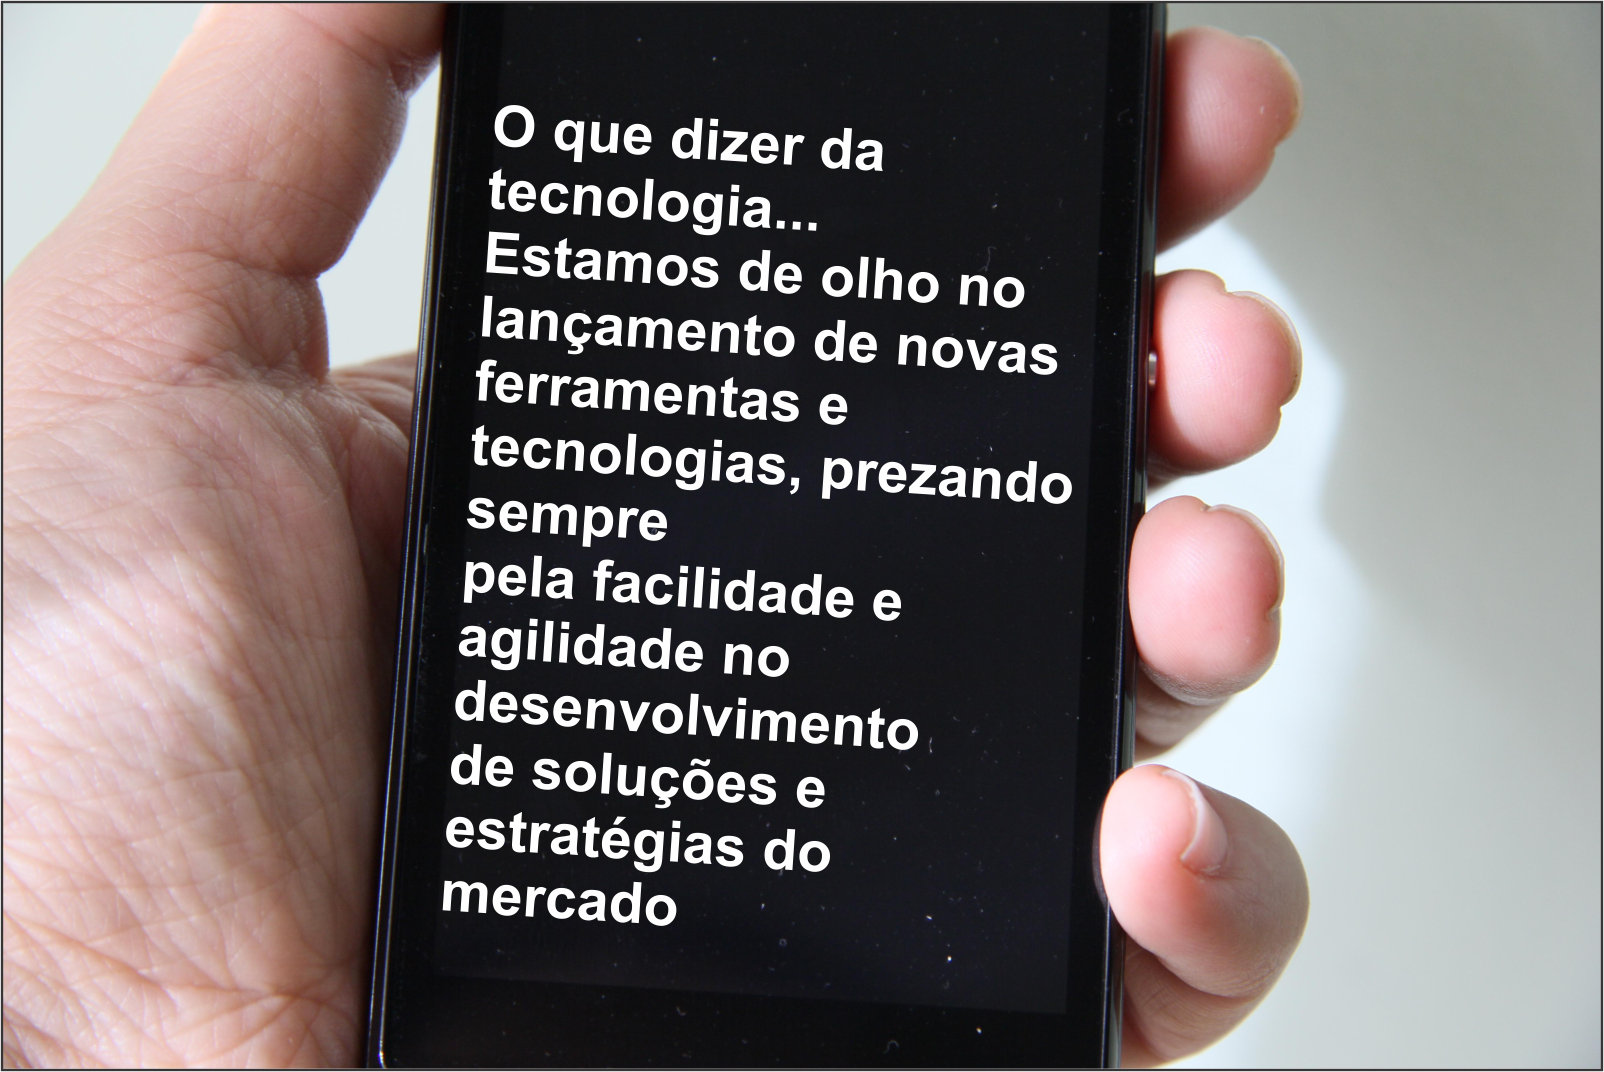 O que dizer da
tecnologia...
Estamos de olho no
lançamento de novas
ferramentas e
tecnologias, prezando
sempre
pela facilidade e
agilidade no
desenvolvimento
de soluções e
estratégias do
mercado